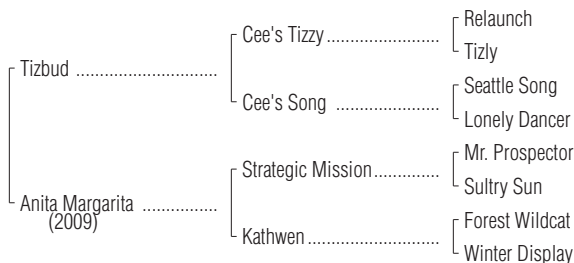 Relaunch
Cee's Tizzy ........................
Tizly
Tizbud ..............................
Seattle Song
Cee's Song ......................
Lonely Dancer
Mr. Prospector
Strategic Mission..............
Sultry Sun
Anita Margarita ................
(2009)
Forest Wildcat
Kathwen............................
Winter Display